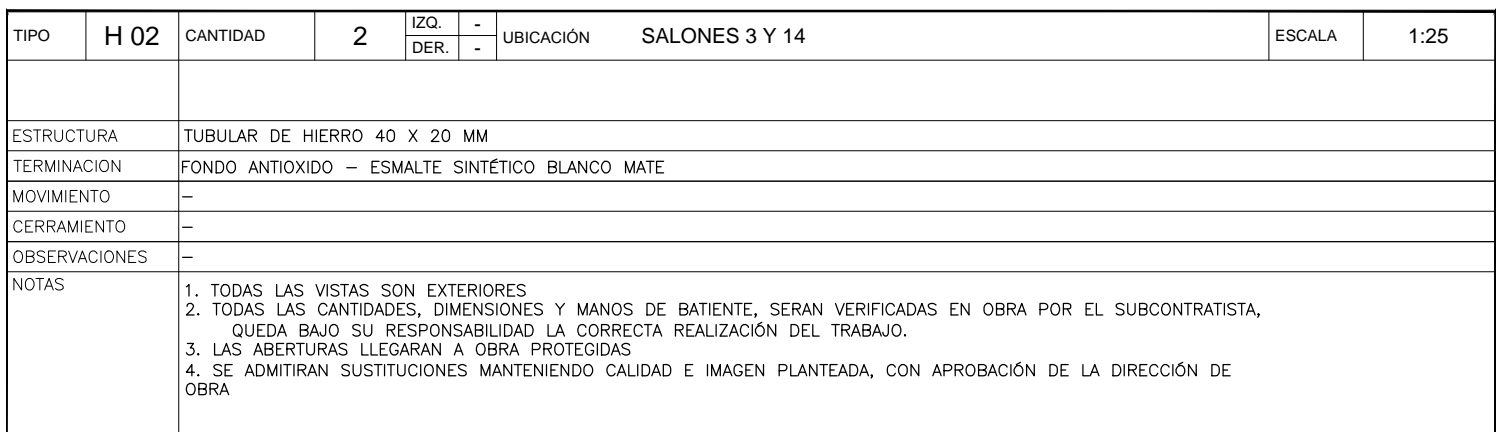 TIPO H 02 CANTIDAD 2 IZQ. - DER. - UBICACIÓN SALONES 3 Y 14 ESCALA 1:25
ESTRUCTURA TUBULAR DE HIERRO 40 X 20 MM
TERMINACION FONDO ANTIOXIDO – ESMALTE SINTÉTICO BLANCO MATE
MOVIMIENTO –
CERRAMIENTO –
OBSERVACIONES –
NOTAS
1. TODAS LAS VISTAS SON EXTERIORES
2. TODAS LAS CANTIDADES, DIMENSIONES Y MANOS DE BATIENTE, SERAN VERIFICADAS EN OBRA POR EL SUBCONTRATISTA,
QUEDA BAJO SU RESPONSABILIDAD LA CORRECTA REALIZACIÓN DEL TRABAJO.
3. LAS ABERTURAS LLEGARAN A OBRA PROTEGIDAS
4. SE ADMITIRAN SUSTITUCIONES MANTENIENDO CALIDAD E IMAGEN PLANTEADA, CON APROBACIÓN DE LA DIRECCIÓN DE
OBRA